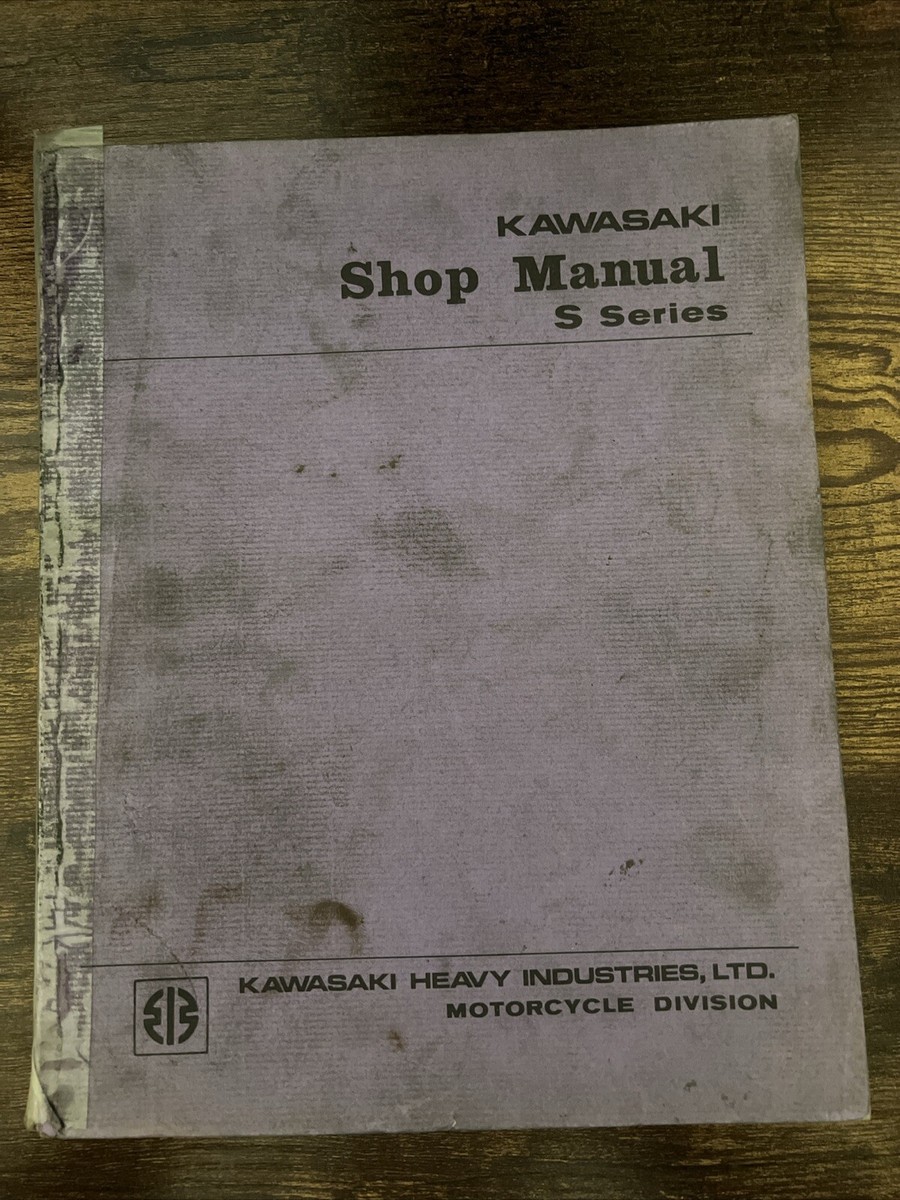 KAWASAKI
Shop Manual
S Series
KAWASAKI HEAVY INDUSTRIES, LTD.
MOTORCYCLE DIVISION